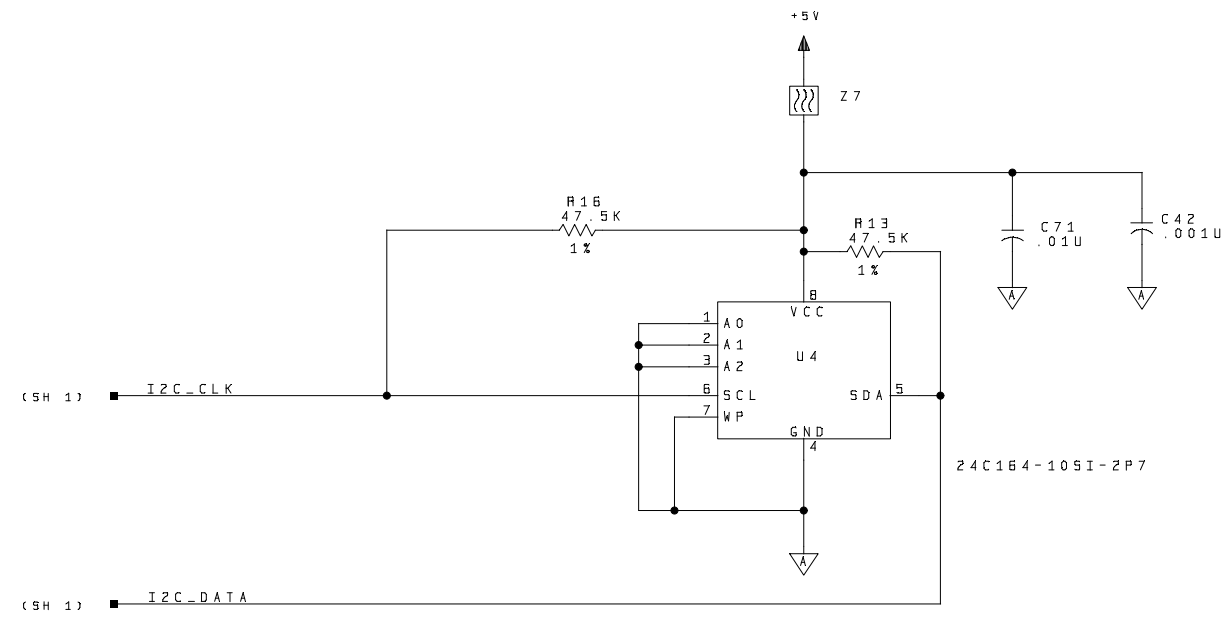 +5V
Z7
R16
47.5K
1%
R13
47.5K
1%
C71
.01U
C42
.001U
A
A
8
VCC
1 A0
2 A1
3 A2
U4
(SH 1) I2C_CLK
6 SCL
SDA 5
7 WP
GND
4
24C164-10SI-2P7
A
(SH 1) I2C_DATA